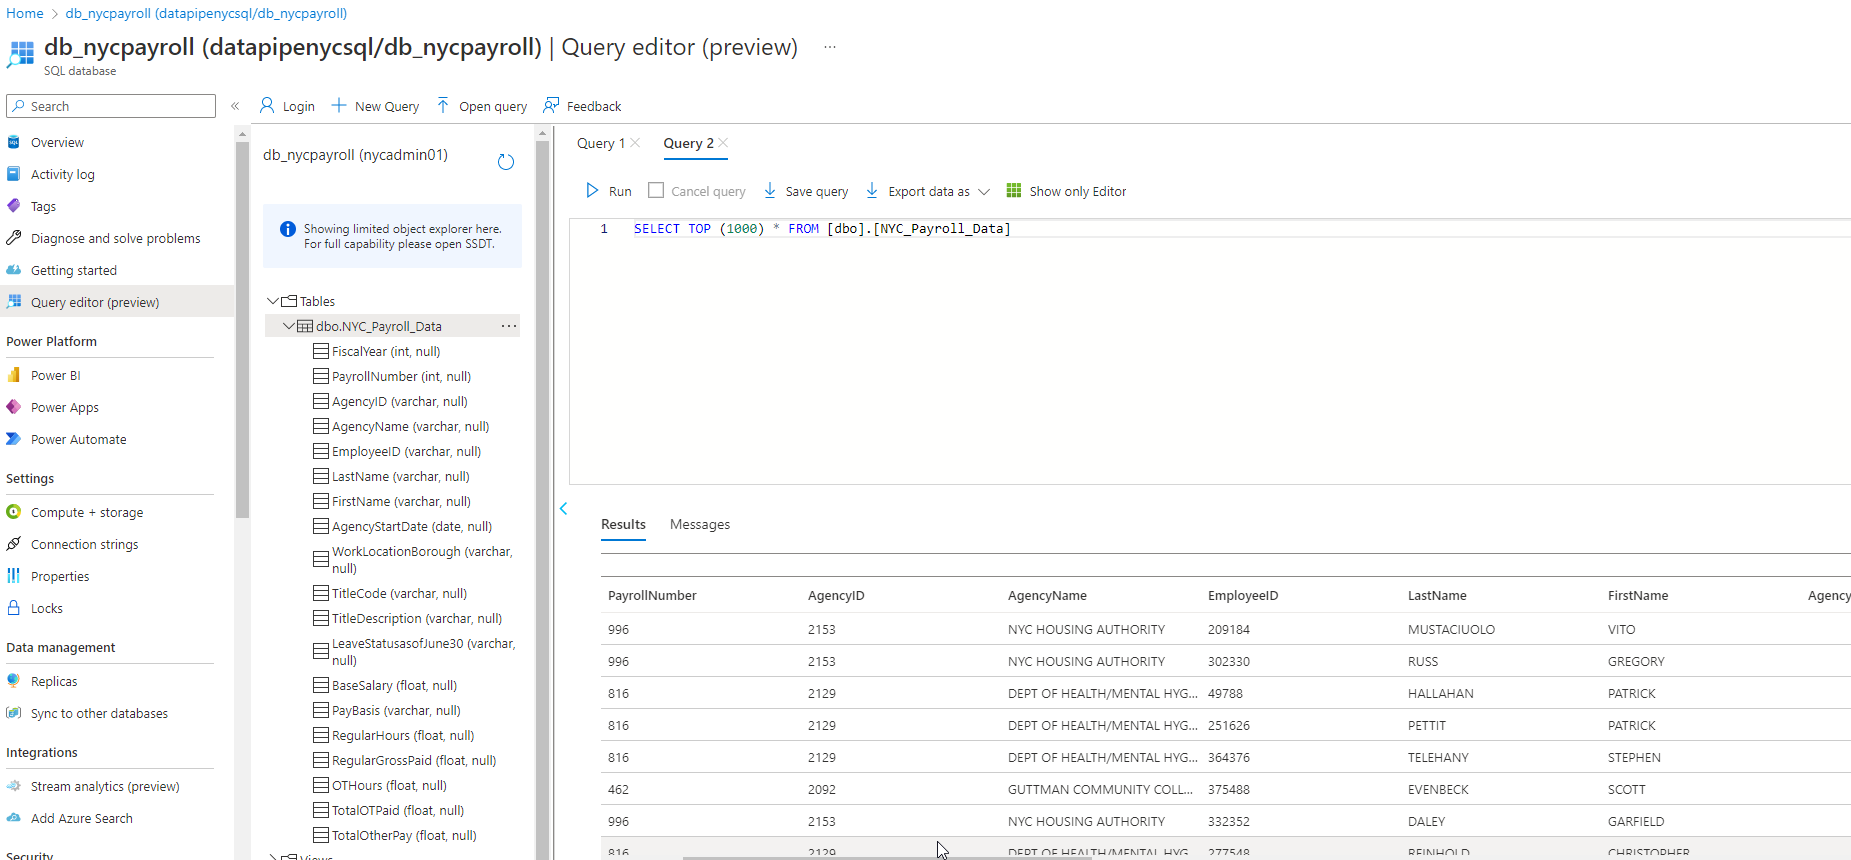 Home > db_nycpayroll (datapipenycsql/db_nycpayroll)
db_nycpayroll (datapipenycsql/db_nycpayroll) | Query editor (preview) ...
SQL database
Search «
Overview
Activity log
Tags
Diagnose and solve problems
Getting started
Query editor (preview)
Power Platform
Power BI
Power Apps
Power Automate
Settings
Compute + storage
Connection strings
Properties
Locks
Data management
Replicas
Sync to other databases
Integrations
Stream analytics (preview)
Add Azure Search
Security
Login New Query Open query Feedback
db_nycpayroll (nycadmin01)
Showing limited object explorer here.
For full capability please open SSDT.
Tables
dbo.NYC_Payroll_Data ...
FiscalYear (int, null)
PayrollNumber (int, null)
AgencyID (varchar, null)
AgencyName (varchar, null)
EmployeeID (varchar, null)
LastName (varchar, null)
FirstName (varchar, null)
AgencyStartDate (date, null)
WorkLocationBorough (varchar,
null)
TitleCode (varchar, null)
TitleDescription (varchar, null)
LeaveStatusasofJune30 (varchar,
null)
BaseSalary (float, null)
PayBasis (varchar, null)
RegularHours (float, null)
RegularGrossPaid (float, null)
OTHours (float, null)
TotalOTPaid (float, null)
TotalOtherPay (float, null)
Views
Query 1 Query 2
Run Cancel query Save query Export data as Show only Editor
1 SELECT TOP (1000) * FROM [dbo].[NYC_Payroll_Data]
Results Messages
PayrollNumber AgencyID AgencyName EmployeeID LastName FirstName Agency
996 2153 NYC HOUSING AUTHORITY 209184 MUSTACIUOLO VITO
996 2153 NYC HOUSING AUTHORITY 302330 RUSS GREGORY
816 2129 DEPT OF HEALTH/MENTAL HYG... 49788 HALLAHAN PATRICK
816 2129 DEPT OF HEALTH/MENTAL HYG... 251626 PETTIT PATRICK
816 2129 DEPT OF HEALTH/MENTAL HYG... 364376 TELEHANY STEPHEN
462 2092 GUTTMAN COMMUNITY COLL... 375488 EVENBECK SCOTT
996 2153 NYC HOUSING AUTHORITY 332352 DALEY GARFIELD
816 2129 DEPT OF HEALTH/MENTAL HYG 277548 REINHOLD CHRISTOPHER